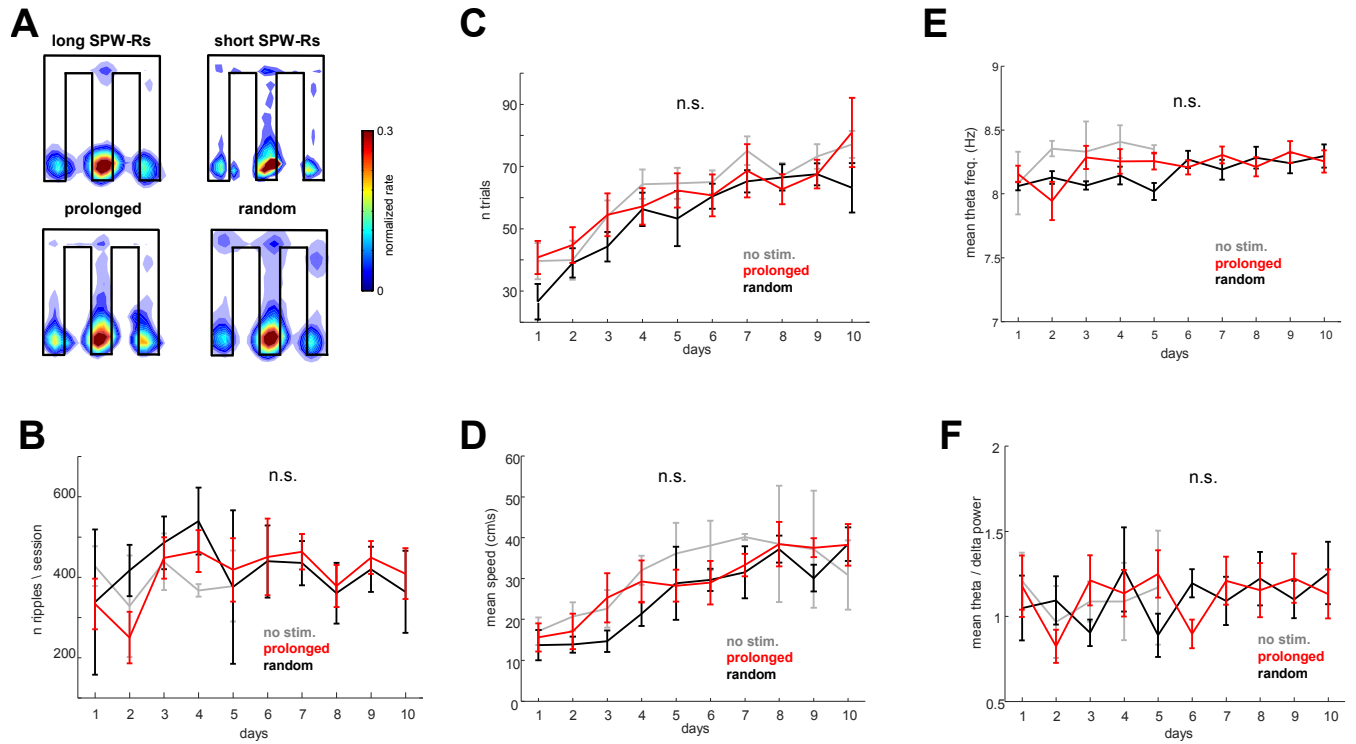 A
long SPW-Rs
short SPW-Rs
prolonged
random
0.3
normalized rate
0
B
n ripples \ session
600
400
200
n.s.
no stim.
prolonged
random
1 2 3 4 5 6 7 8 9 10
days
C
n trials
90
70
50
30
n.s.
no stim.
prolonged
random
1 2 3 4 5 6 7 8 9 10
days
D
mean speed (cm\s)
60
50
40
30
20
10
0
n.s.
no stim.
prolonged
random
1 2 3 4 5 6 7 8 9 10
days
E
mean theta freq. (Hz)
9
8.5
8
7.5
7
n.s.
no stim.
prolonged
random
1 2 3 4 5 6 7 8 9 10
days
F
mean theta / delta power
2
1.5
1
0.5
n.s.
no stim.
prolonged
random
1 2 3 4 5 6 7 8 9 10
days